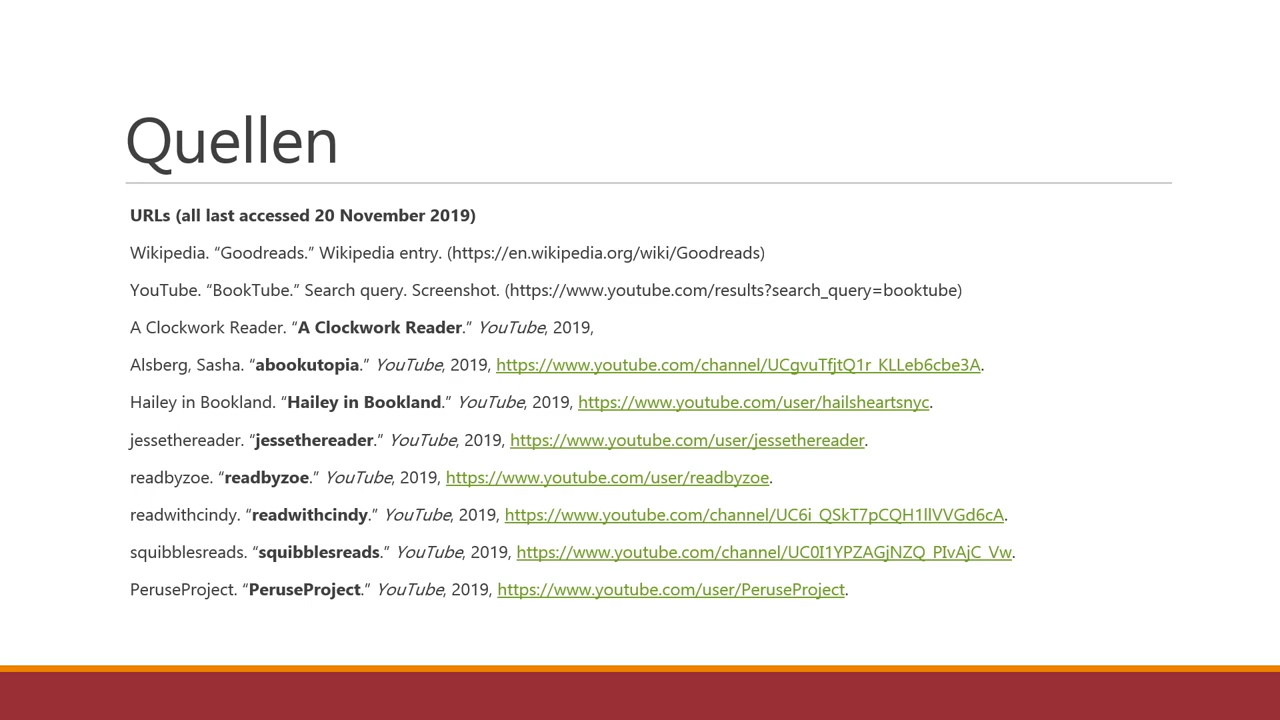 Quellen
URLs (all last accessed 20 November 2019)
Wikipedia. “Goodreads.” Wikipedia entry. (https://en.wikipedia.org/wiki/Goodreads)
YouTube. “BookTube.” Search query. Screenshot. (https://www.youtube.com/results?search_query=booktube)
A Clockwork Reader. “A Clockwork Reader.” YouTube, 2019,
Alsberg, Sasha. “abookutopia.” YouTube, 2019, https://www.youtube.com/channel/UCgvuTfjtQ1r_KLLeb6cbe3A.
Hailey in Bookland. “Hailey in Bookland.” YouTube, 2019, https://www.youtube.com/user/hailsheartsnyc.
jessethereader. “jessethereader.” YouTube, 2019, https://www.youtube.com/user/jessethereader.
readbyzoe. “readbyzoe.” YouTube, 2019, https://www.youtube.com/user/readbyzoe.
readwithcindy. “readwithcindy.” YouTube, 2019, https://www.youtube.com/channel/UC6i_QSkT7pCQH1llVVGd6cA.
squibblesreads. “squibblesreads.” YouTube, 2019, https://www.youtube.com/channel/UC0I1YPZAGjNZQ_PIvAjC_Vw.
PeruseProject. “PeruseProject.” YouTube, 2019, https://www.youtube.com/user/PeruseProject.